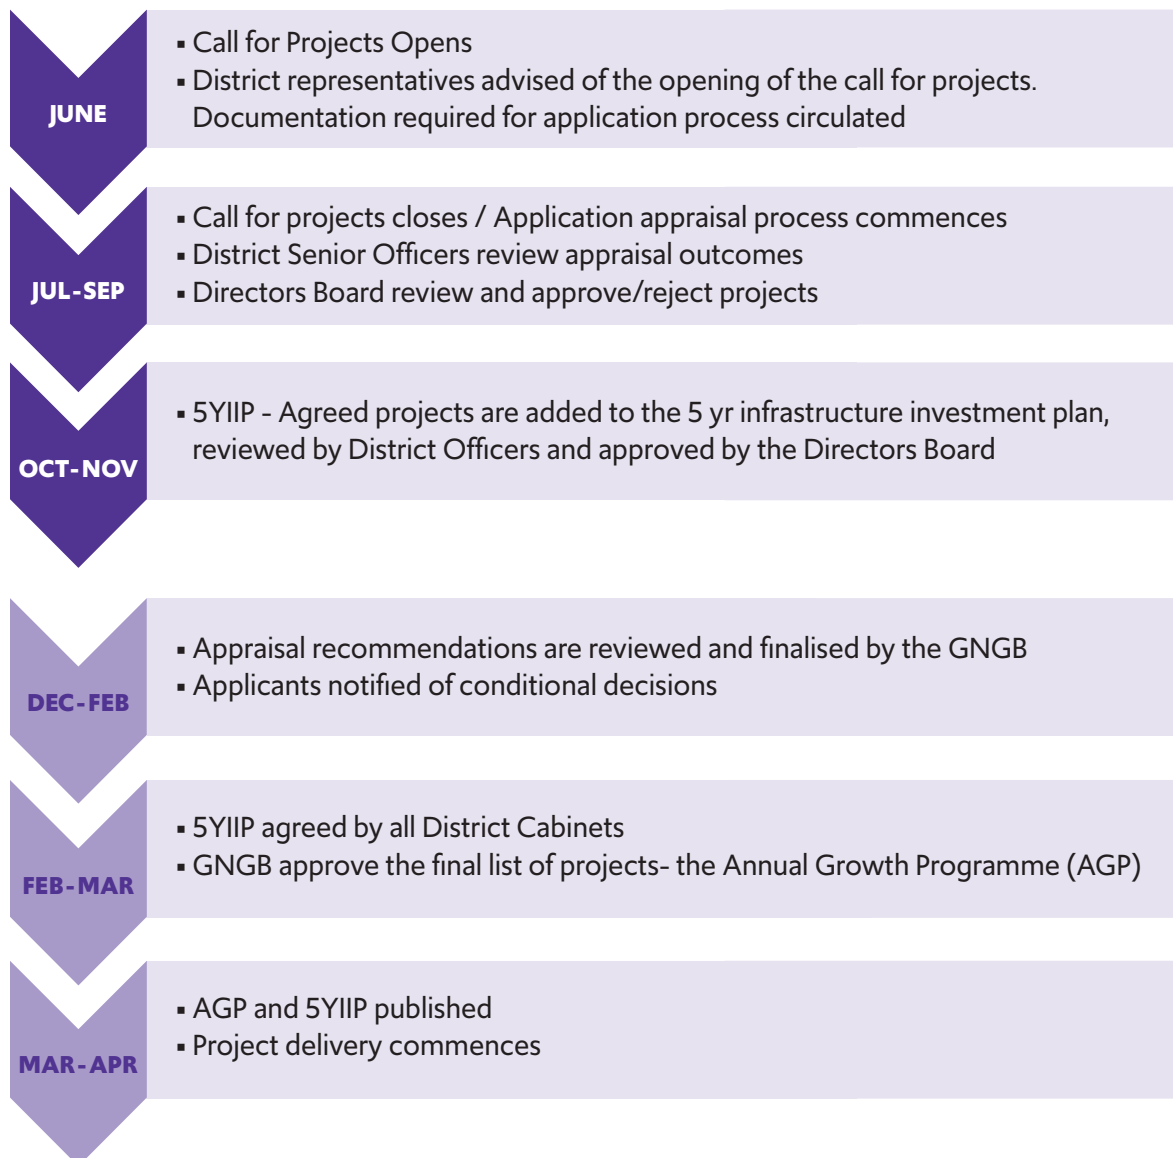 JUNE
▪ Call for Projects Opens
▪ District representatives advised of the opening of the call for projects.
Documentation required for application process circulated
JUL-SEP
▪ Call for projects closes / Application appraisal process commences
▪ District Senior Officers review appraisal outcomes
▪ Directors Board review and approve/reject projects
OCT-NOV
▪ 5YIIP - Agreed projects are added to the 5 yr infrastructure investment plan,
reviewed by District Officers and approved by the Directors Board
DEC-FEB
▪ Appraisal recommendations are reviewed and finalised by the GNGB
▪ Applicants notified of conditional decisions
FEB-MAR
▪ 5YIIP agreed by all District Cabinets
▪ GNGB approve the final list of projects- the Annual Growth Programme (AGP)
MAR-APR
▪ AGP and 5YIIP published
▪ Project delivery commences